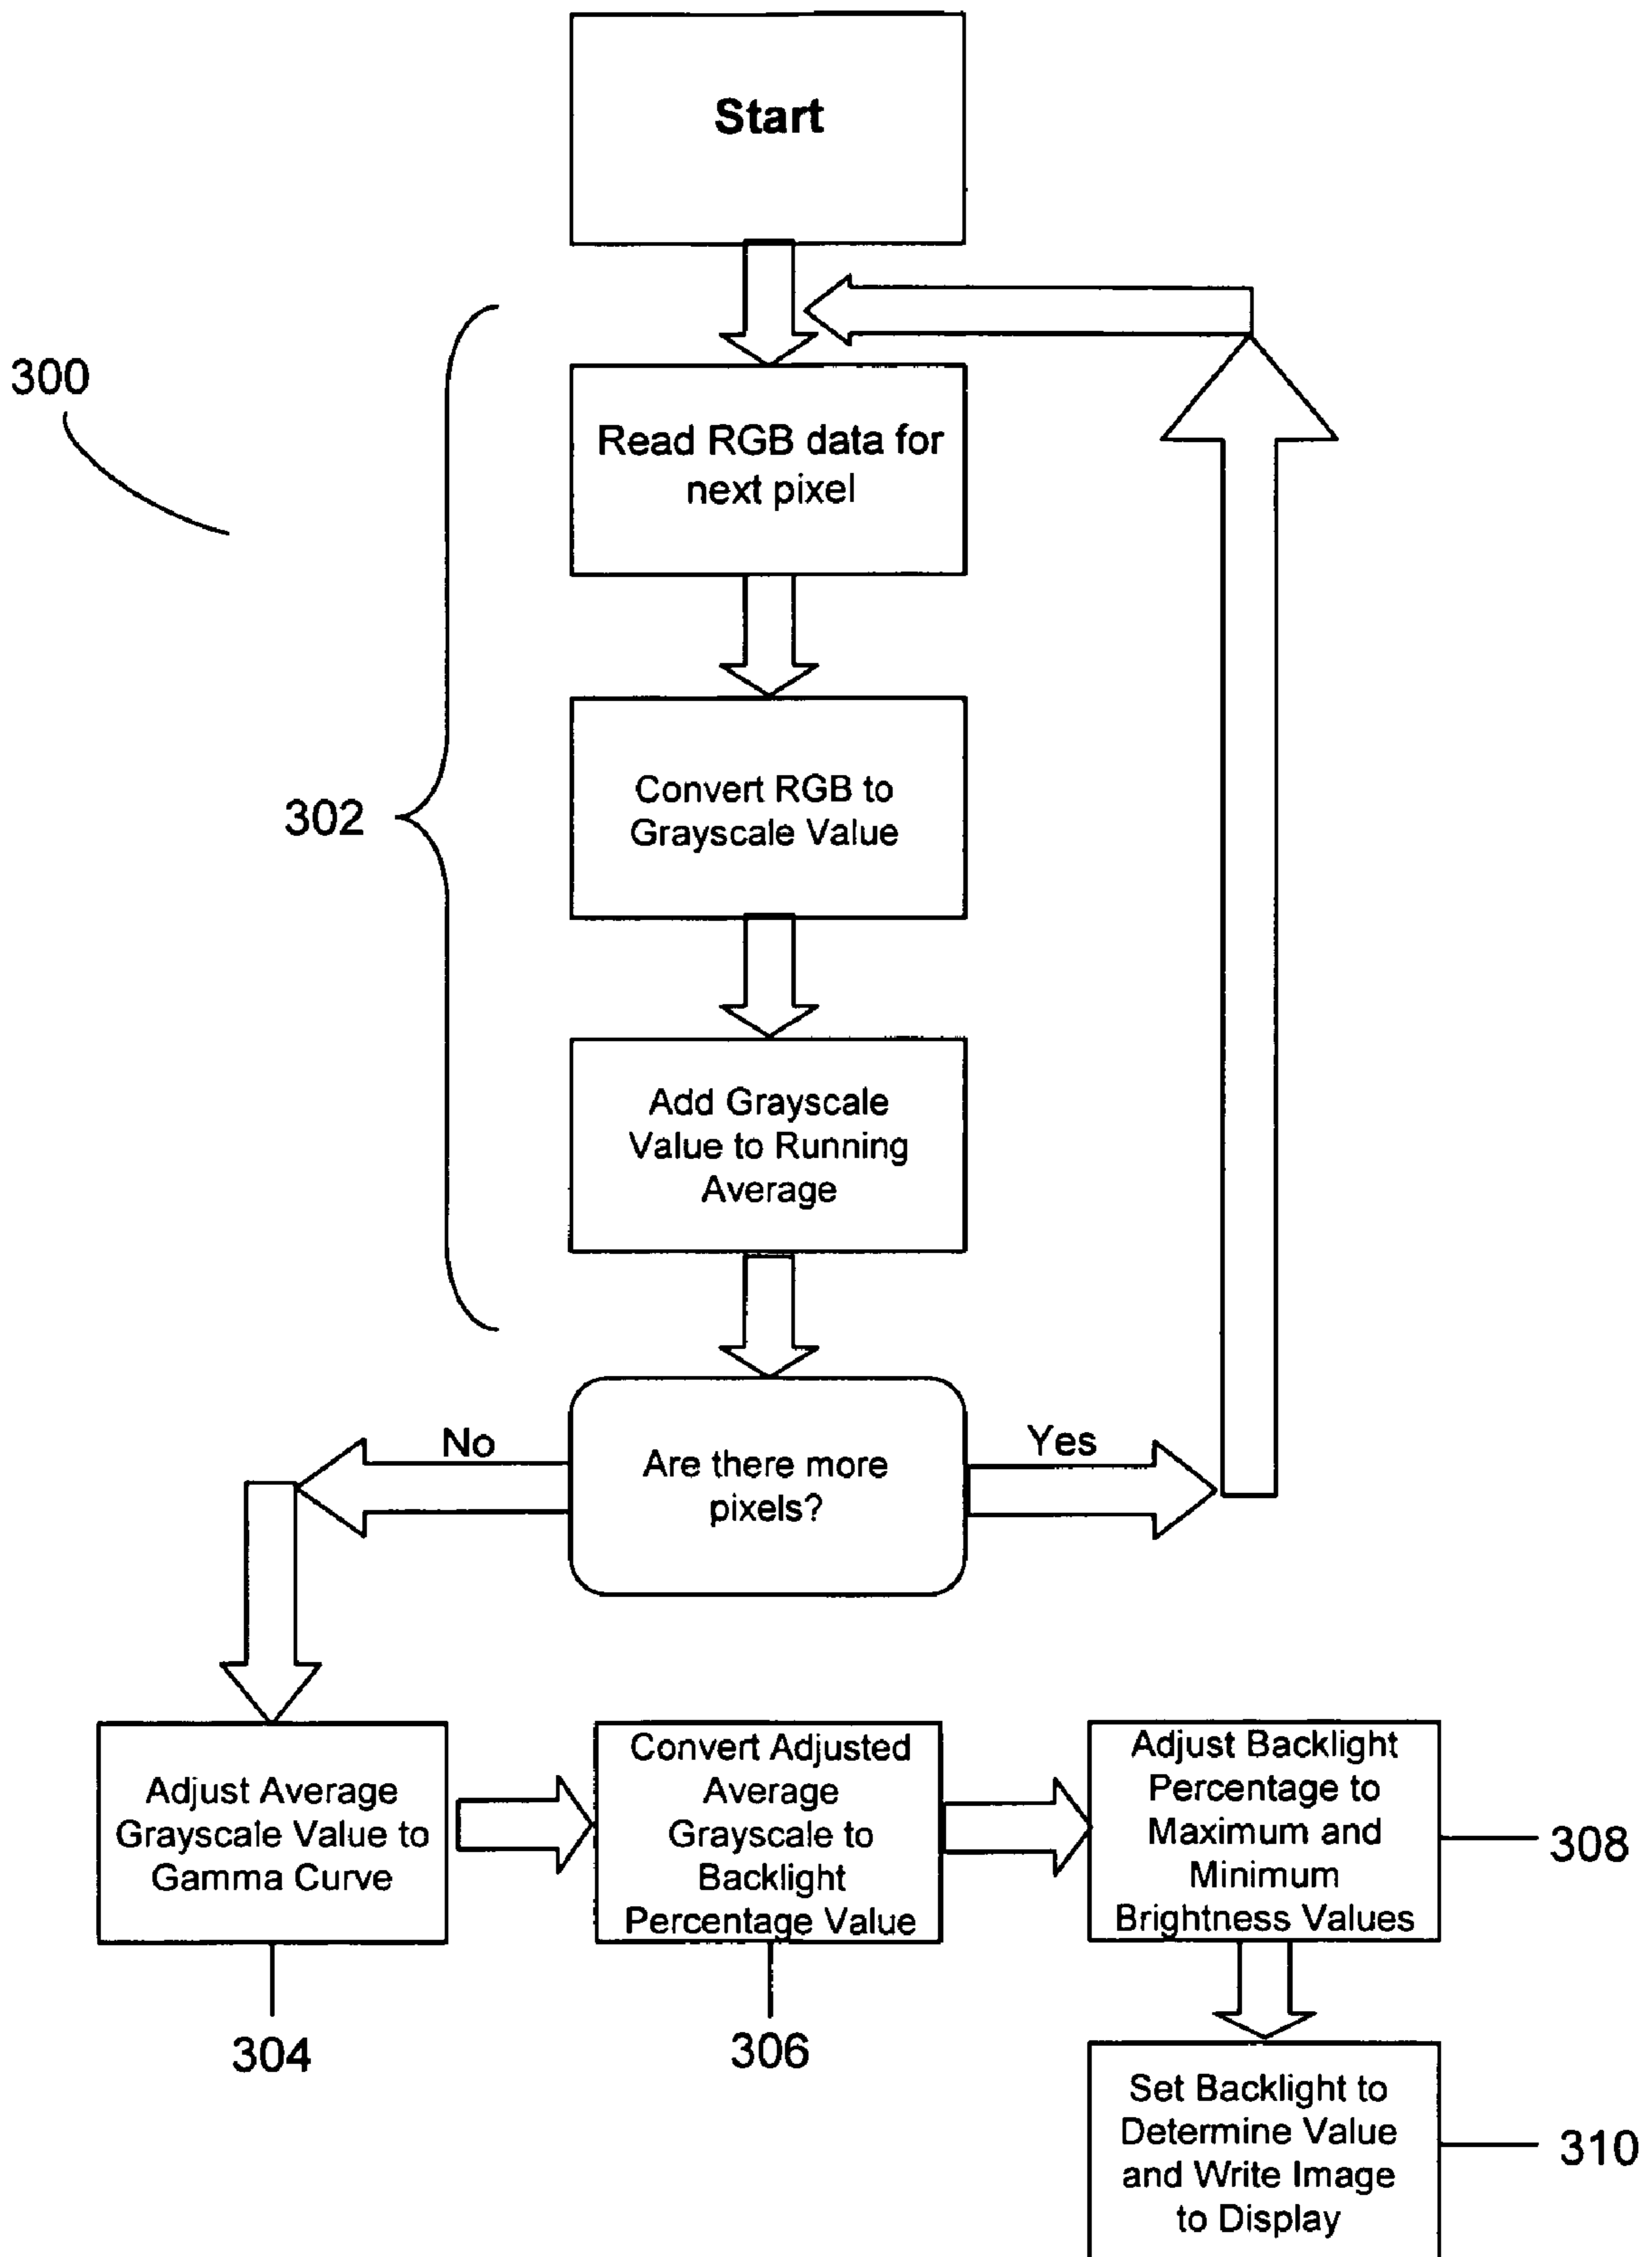 Start
300
Read RGB data for
next pixel
302
Convert RGB to
Grayscale Value
Add Grayscale
Value to Running
Average
No
Are there more
pixels?
Yes
Adjust Average
Grayscale Value to
Gamma Curve
304
Convert Adjusted
Average
Grayscale to
Backlight
Percentage Value
306
Adjust Backlight
Percentage to
Maximum and
Minimum
Brightness Values
308
Set Backlight to
Determine Value
and Write Image
to Display
310